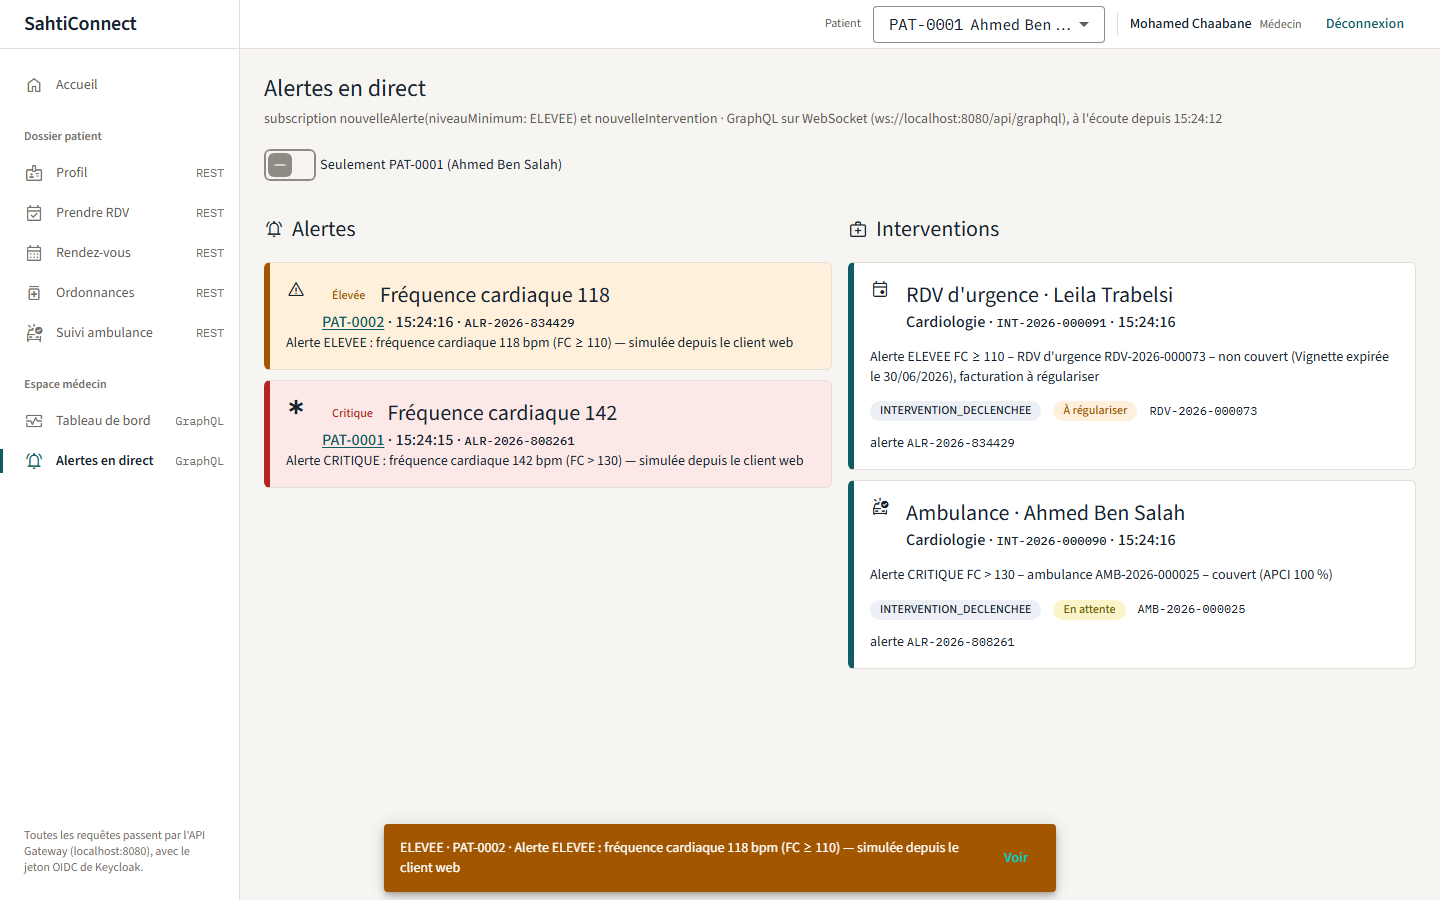 SahtiConnect
Patient
PAT-0001 Ahmed Ben ...
Mohamed Chaabane Médecin
Déconnexion
Accueil
Dossier patient
Profil REST
Prendre RDV REST
Rendez-vous REST
Ordonnances REST
Suivi ambulance REST
Espace médecin
Tableau de bord GraphQL
Alertes en direct GraphQL
Toutes les requêtes passent par l'API
Gateway (localhost:8080), avec le
jeton OIDC de Keycloak.
Alertes en direct
subscription nouvelleAlerte(niveauMinimum: ELEVEE) et nouvelleIntervention · GraphQL sur WebSocket (ws://localhost:8080/api/graphql), à l'écoute depuis 15:24:12
Seulement PAT-0001 (Ahmed Ben Salah)
Alertes
Élevée Fréquence cardiaque 118
PAT-0002 · 15:24:16 · ALR-2026-834429
Alerte ELEVEE : fréquence cardiaque 118 bpm (FC ≥ 110) — simulée depuis le client web
Critique Fréquence cardiaque 142
PAT-0001 · 15:24:15 · ALR-2026-808261
Alerte CRITIQUE : fréquence cardiaque 142 bpm (FC > 130) — simulée depuis le client web
Interventions
RDV d'urgence · Leila Trabelsi
Cardiologie · INT-2026-000091 · 15:24:16
Alerte ELEVEE FC ≥ 110 – RDV d'urgence RDV-2026-000073 – non couvert (Vignette expirée
le 30/06/2026), facturation à régulariser
INTERVENTION_DECLENCHEE À régulariser RDV-2026-000073
alerte ALR-2026-834429
Ambulance · Ahmed Ben Salah
Cardiologie · INT-2026-000090 · 15:24:16
Alerte CRITIQUE FC > 130 – ambulance AMB-2026-000025 – couvert (APCI 100 %)
INTERVENTION_DECLENCHEE En attente AMB-2026-000025
alerte ALR-2026-808261
ELEVEE · PAT-0002 · Alerte ELEVEE : fréquence cardiaque 118 bpm (FC ≥ 110) — simulée depuis le
client web
Voir